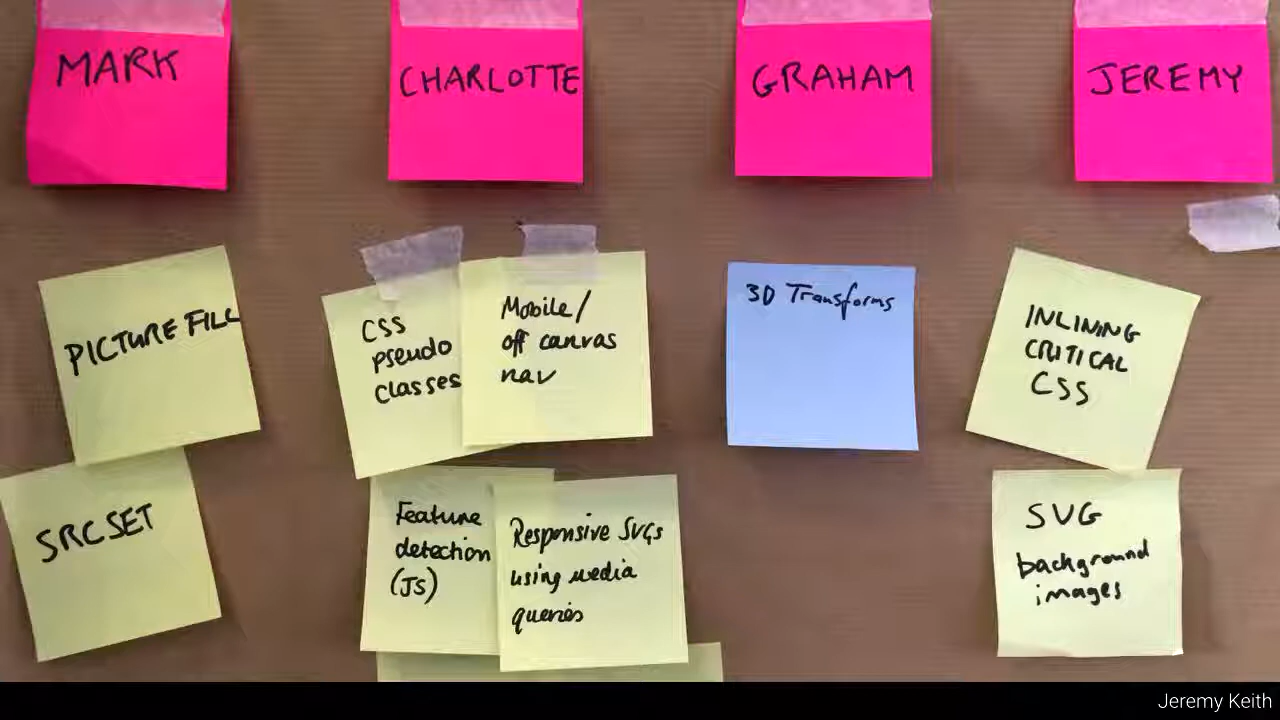 MARK
CHARLOTTE
GRAHAM
JEREMY
PICTURE FILL
SRCSET
CSS
pseudo
classes
Mobile/
off canvas
nav
Feature
detection
(JS)
Responsive SVGs
using media
queries
3D Transforms
INLINING
CRITICAL
CSS
SVG
background
images
Jeremy Keith